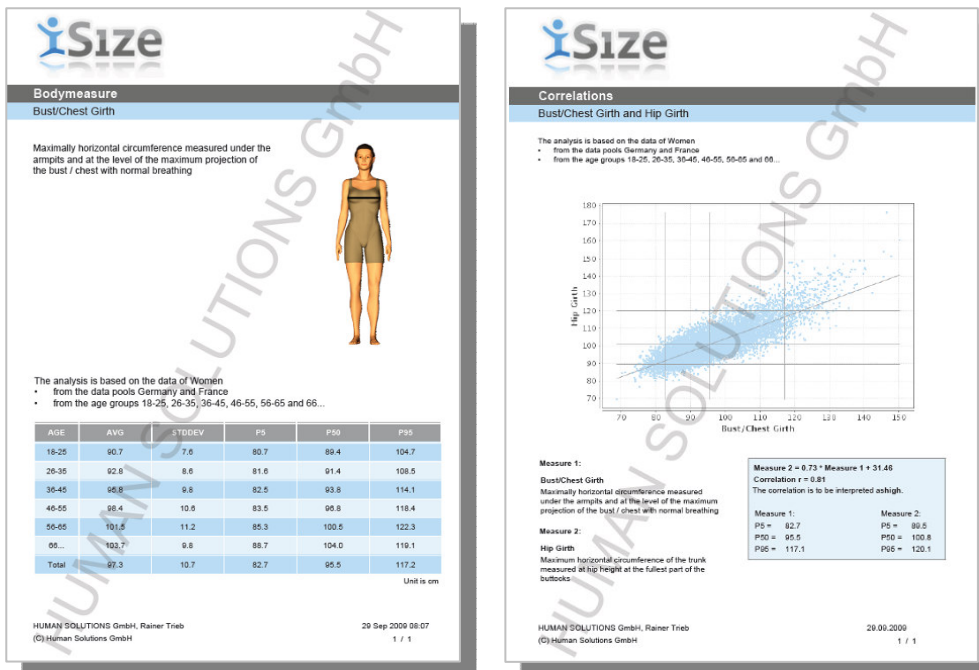 iSize
Bodymeasure
Bust/Chest Girth
Maximally horizontal circumference measured under the
armpits and at the level of the maximum projection of
the bust / chest with normal breathing
The analysis is based on the data of Women
• from the data pools Germany and France
• from the age groups 18-25, 26-35, 36-45, 46-55, 56-65 and 66...
AGE AVG STDDEV P5 P50 P95
18-25 90.7 7.6 80.7 89.4 104.7
26-35 92.8 8.6 81.6 91.4 108.5
36-45 95.8 9.8 82.5 93.8 114.1
46-55 98.4 10.6 83.5 96.8 118.4
56-65 101.5 11.2 85.3 100.5 122.3
66... 103.7 9.8 88.7 104.0 119.1
Total 97.3 10.7 82.7 95.5 117.2
Unit is cm
HUMAN SOLUTIONS GmbH, Rainer Trieb
29 Sep 2009 08:07
(C) Human Solutions GmbH
1 / 1
HUMAN SOLUTIONS GmbH
iSize
Correlations
Bust/Chest Girth and Hip Girth
The analysis is based on the data of Women
• from the data pools Germany and France
• from the age groups 18-25, 26-35, 36-45, 46-55, 56-65 and 66...
Hip Girth
180
170
160
150
140
130
120
110
100
90
80
70
70 80 90 100 110 120 130 140 150
Bust/Chest Girth
Measure 1:
Bust/Chest Girth
Maximally horizontal circumference measured
under the armpits and at the level of the maximum
projection of the bust / chest with normal breathing
Measure 2:
Hip Girth
Maximum horizontal circumference of the trunk
measured at hip height at the fullest part of the
buttocks
Measure 2 = 0.73 * Measure 1 + 31.46
Correlation r = 0.81
The correlation is to be interpreted ashigh.
Measure 1: Measure 2:
P5 = 82.7 P5 = 89.5
P50 = 95.5 P50 = 100.8
P95 = 117.1 P95 = 120.1
HUMAN SOLUTIONS GmbH, Rainer Trieb
29.09.2009
(C) Human Solutions GmbH
1 / 1
HUMAN SOLUTIONS GmbH